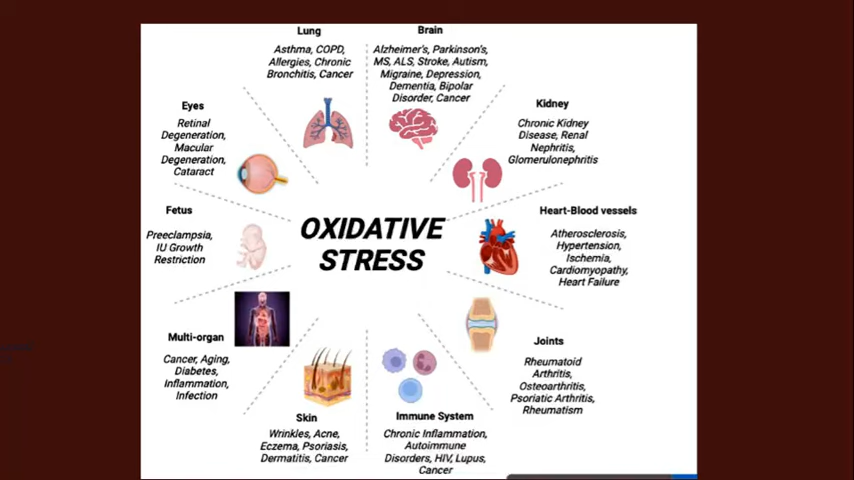 Lung
Asthma, COPD,
Allergies, Chronic
Bronchitis, Cancer
Brain
Alzheimer's, Parkinson's,
MS, ALS, Stroke, Autism,
Migraine, Depression,
Dementia, Bipolar
Disorder, Cancer
Eyes
Retinal
Degeneration,
Macular
Degeneration,
Cataract
Kidney
Chronic Kidney
Disease, Renal
Nephritis,
Glomerulonephritis
Fetus
Preeclampsia,
IU Growth
Restriction
OXIDATIVE
STRESS
Heart-Blood vessels
Atherosclerosis,
Hypertension,
Ischemia,
Cardiomyopathy,
Heart Failure
Multi-organ
Cancer, Aging,
Diabetes,
Inflammation,
Infection
Joints
Rheumatoid
Arthritis,
Osteoarthritis,
Psoriatic Arthritis,
Rheumatism
Skin
Wrinkles, Acne,
Eczema, Psoriasis,
Dermatitis, Cancer
Immune System
Chronic Inflammation,
Autoimmune
Disorders, HIV, Lupus,
Cancer